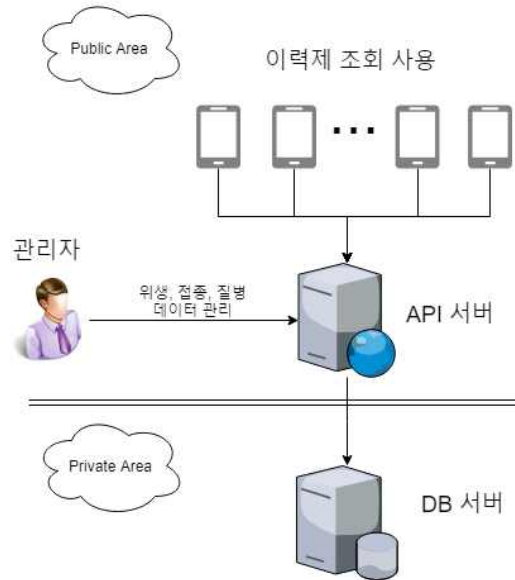 Public Area
이력제 조회 사용
관리자
위생, 접종, 질병
데이터 관리
API 서버
Private Area
DB 서버